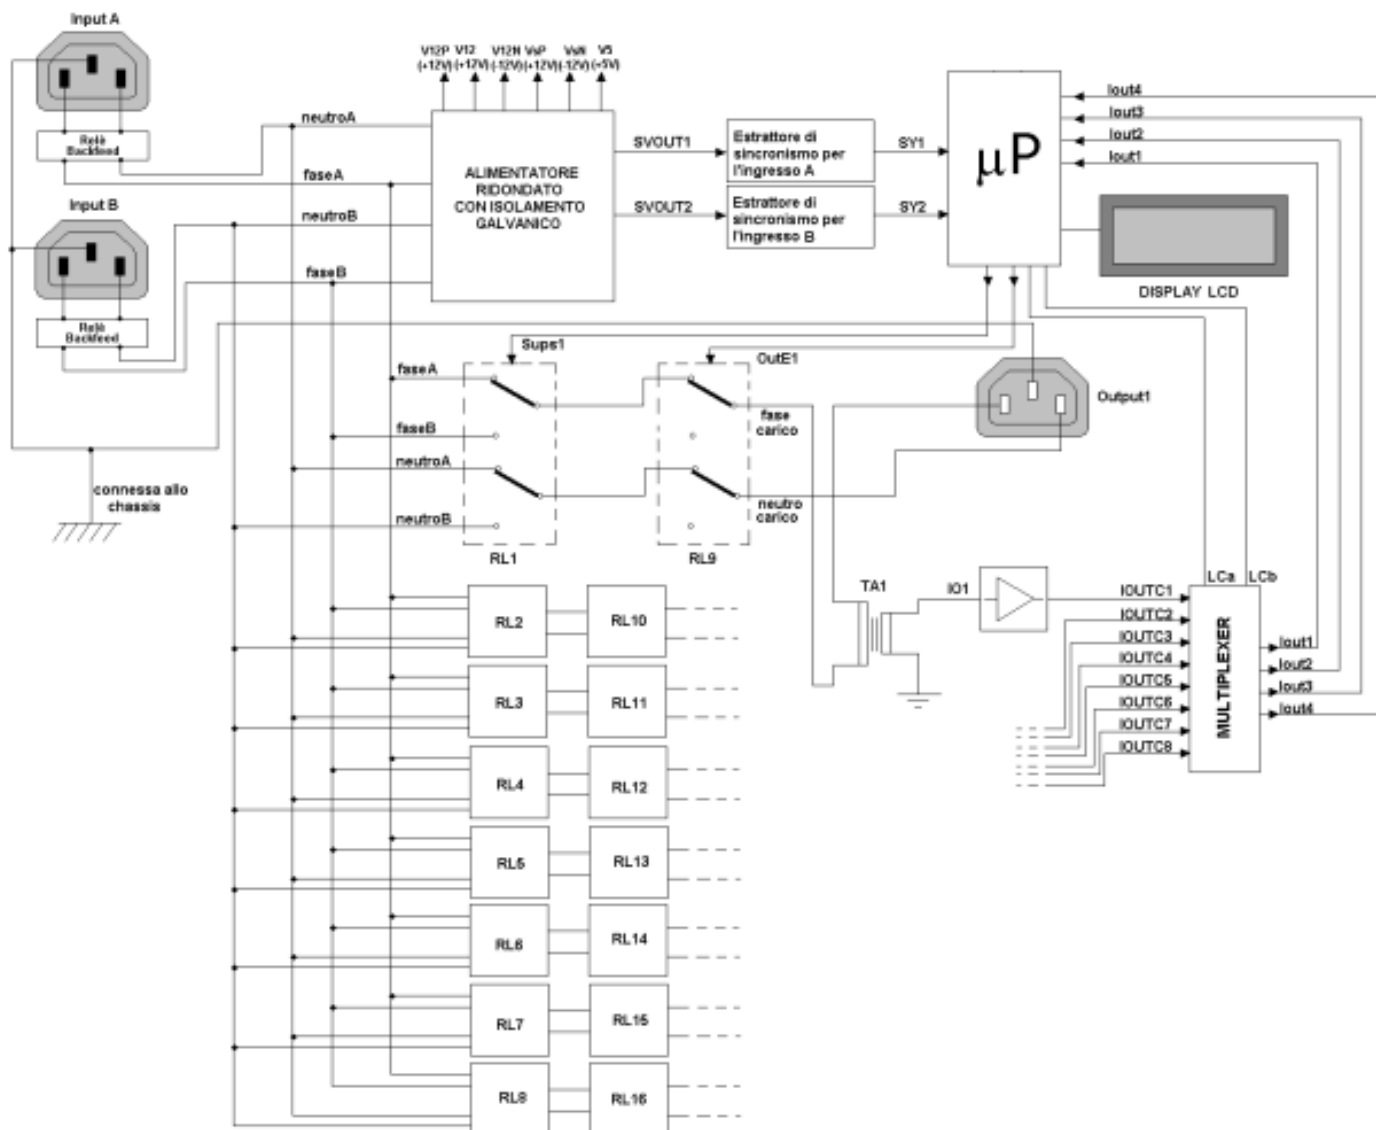 Input A
Relè
Backfeed
Input B
Relè
Backfeed
connessa allo
chassis
neutroA
faseA
neutroB
faseB
V12P
(+12V)
V12
(+12V)
V12N
(-12V)
VsP
(+12V)
VsN
(-12V)
V5
(+5V)
ALIMENTATORE
RIDONDATO
CON ISOLAMENTO
GALVANICO
SVOUT1
SVOUT2
Estrattore di
sincronismo per
l'ingresso A
Estrattore di
sincronismo per
l'ingresso B
SY1
SY2
µP
Iout4
Iout3
Iout2
Iout1
DISPLAY LCD
Sups1
OutE1
faseA
faseB
neutroA
neutroB
RL1
RL9
fase
carico
neutro
carico
Output1
TA1
IO1
LCa
LCb
IOUTC1
IOUTC2
IOUTC3
IOUTC4
IOUTC5
IOUTC6
IOUTC7
IOUTC8
MULTIPLEXER
Iout1
Iout2
Iout3
Iout4
RL2
RL10
RL3
RL11
RL4
RL12
RL5
RL13
RL6
RL14
RL7
RL15
RL8
RL16